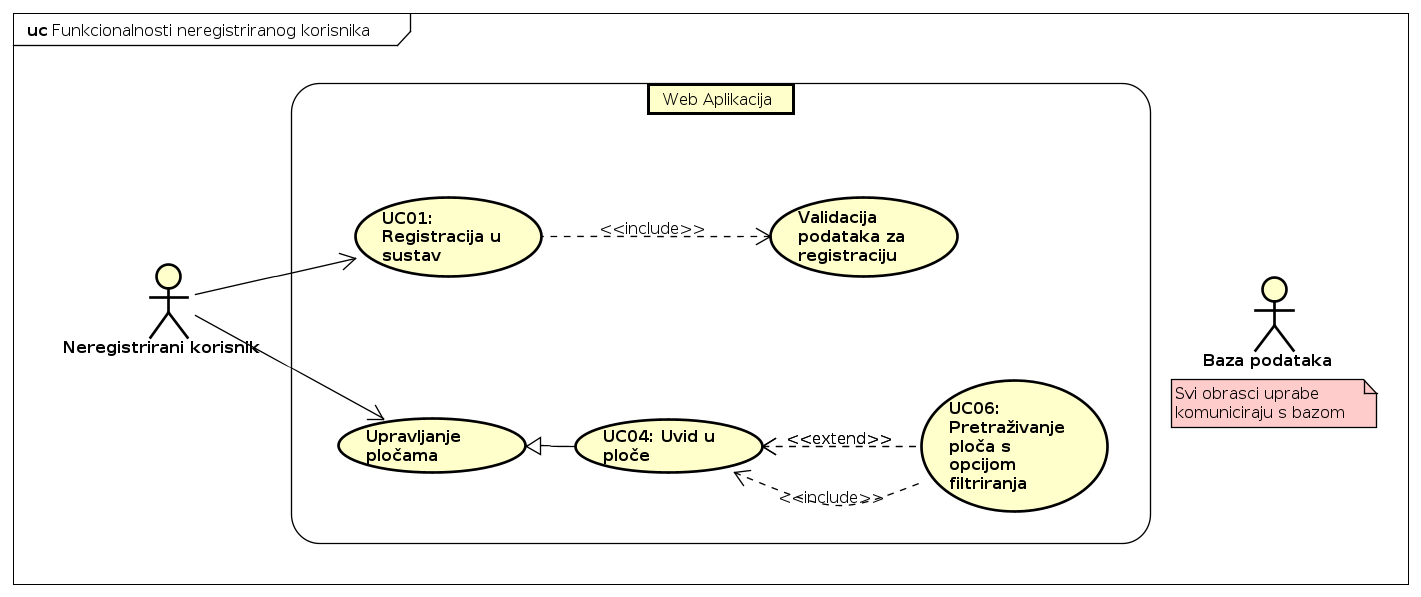 uc Funkcionalnosti neregistriranog korisnika
Web Aplikacija
UC01:
Registracija u
sustav
<<include>>
Validacija
podataka za
registraciju
Neregistrirani korisnik
Baza podataka
Svi obrasci uprabe
komuniciraju s bazom
Upravljanje
pločama
UC04: Uvid u
ploče
<<extend>>
<<include>>
UC06:
Pretraživanje
ploča s
opcijom
filtriranja